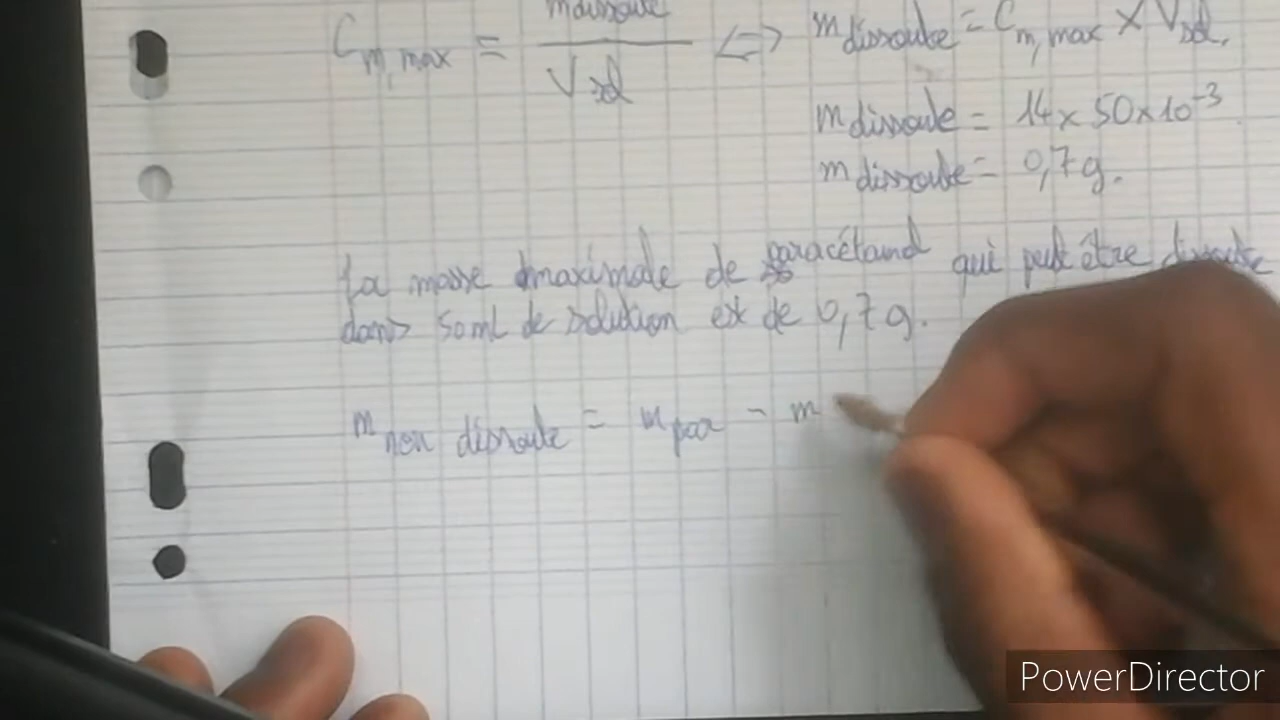 C m, max = m dissoute / V sol ⟺ m dissoute = C m, max × V sol.
m dissoute = 14 × 50 × 10⁻³
m dissoute = 0,7 g.
La masse maximale de paracétamol qui peut être dissoute
dans 50 mL de solution est de 0,7 g.
m non dissoute = m par - m
PowerDirector